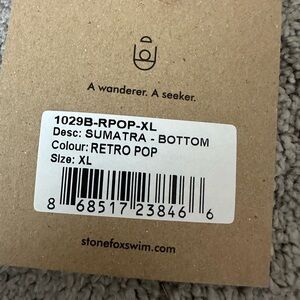 A wanderer. A seeker.
1029B-RPOP-XL
Desc: SUMATRA - BOTTOM
Colour: RETRO POP
Size: XL
8 68517 23846 6
stonefoxswim.com